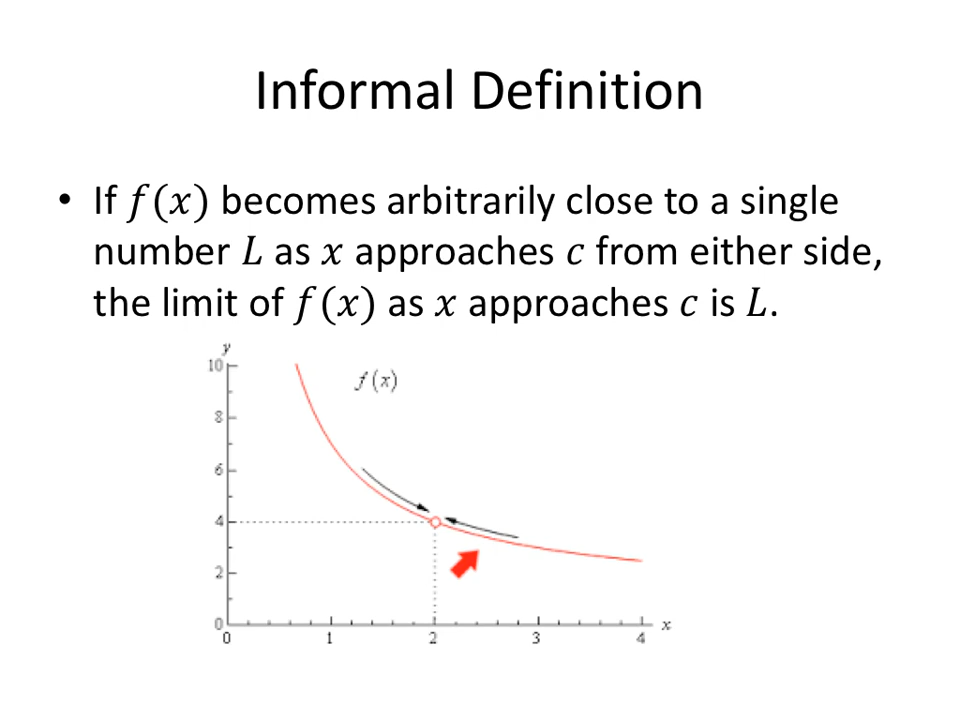 Informal Definition
• If f(x) becomes arbitrarily close to a single
number L as x approaches c from either side,
the limit of f(x) as x approaches c is L.
y
10
f(x)
8
6
4
2
0
x
0 1 2 3 4